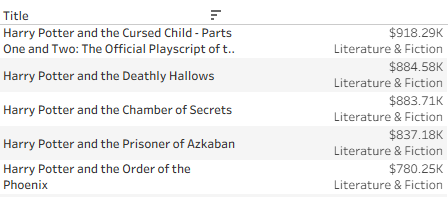 Title
Harry Potter and the Cursed Child - Parts
One and Two: The Official Playscript of t..
$918.29K
Literature & Fiction
Harry Potter and the Deathly Hallows
$884.58K
Literature & Fiction
Harry Potter and the Chamber of Secrets
$883.71K
Literature & Fiction
Harry Potter and the Prisoner of Azkaban
$837.18K
Literature & Fiction
Harry Potter and the Order of the
Phoenix
$780.25K
Literature & Fiction